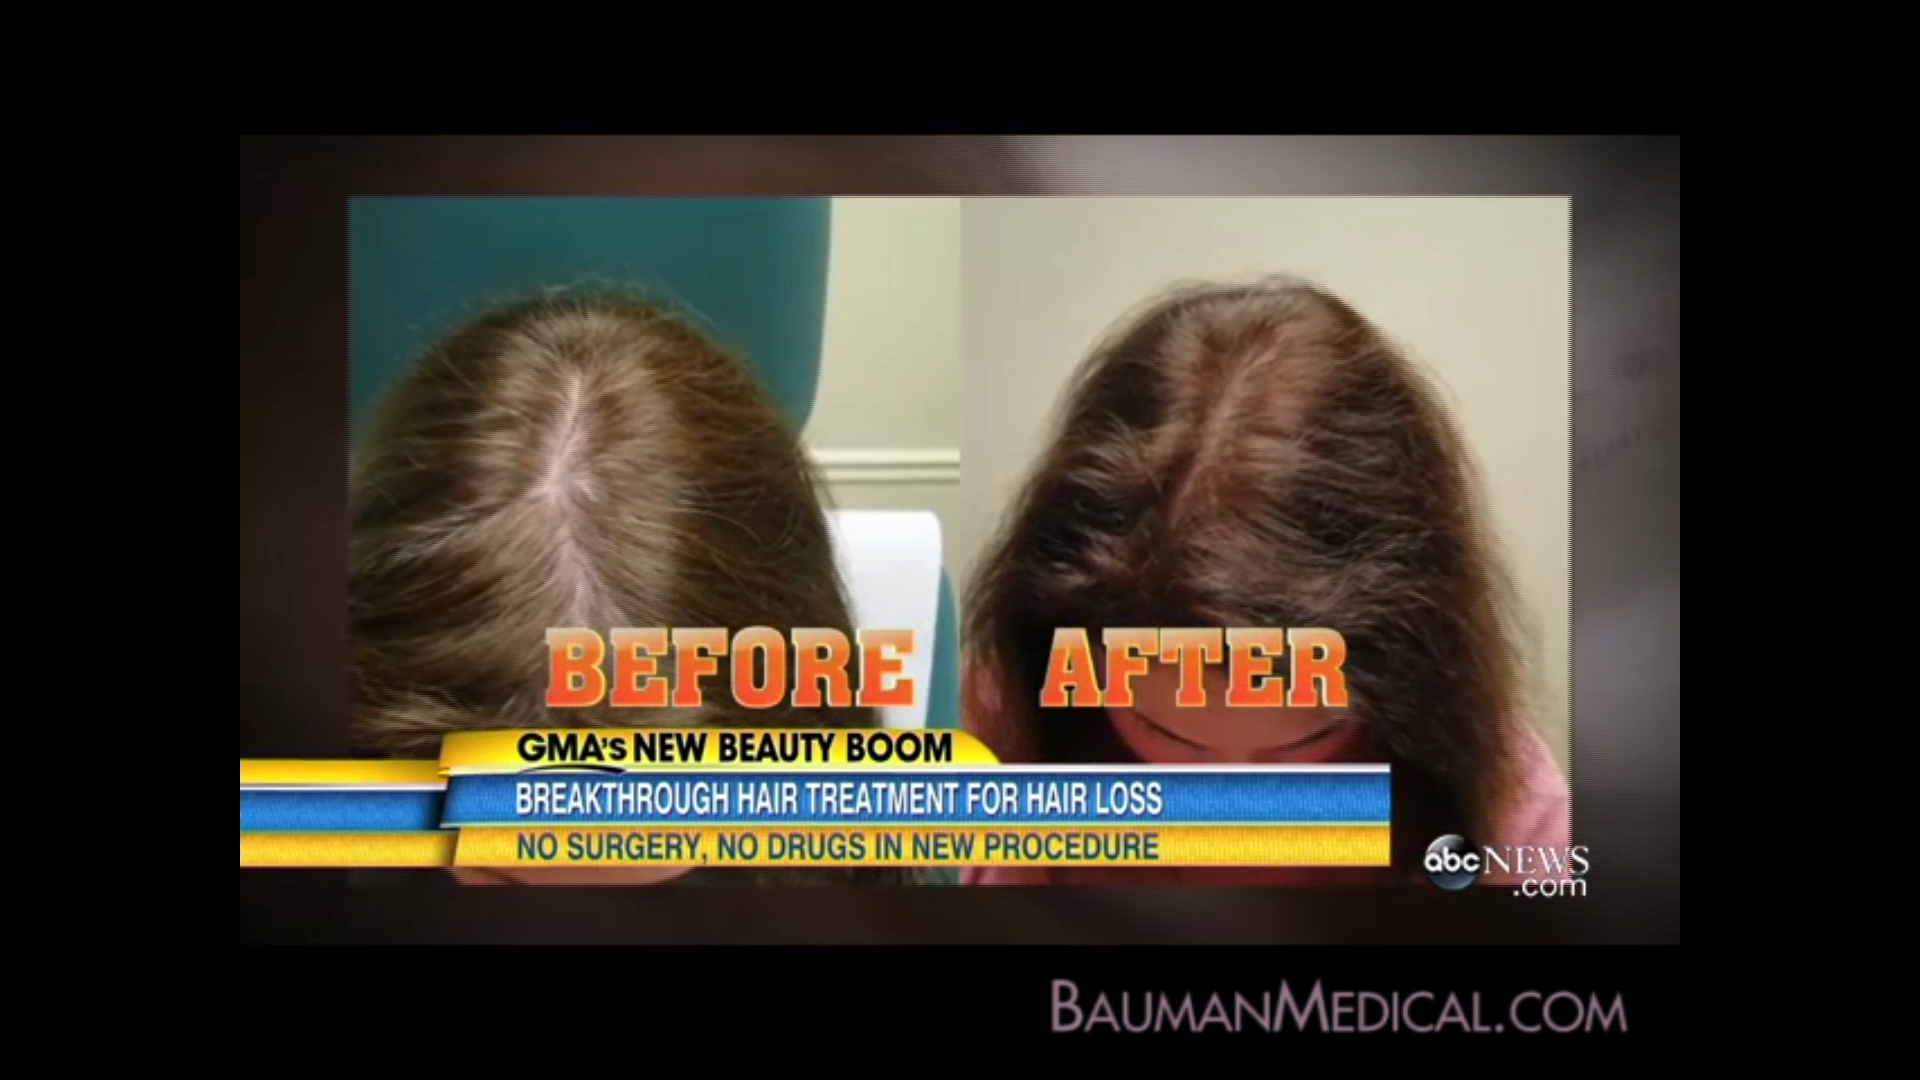 BEFORE AFTER
GMA's NEW BEAUTY BOOM
BREAKTHROUGH HAIR TREATMENT FOR HAIR LOSS
NO SURGERY, NO DRUGS IN NEW PROCEDURE
abc NEWS
.com
BAUMANMEDICAL.COM